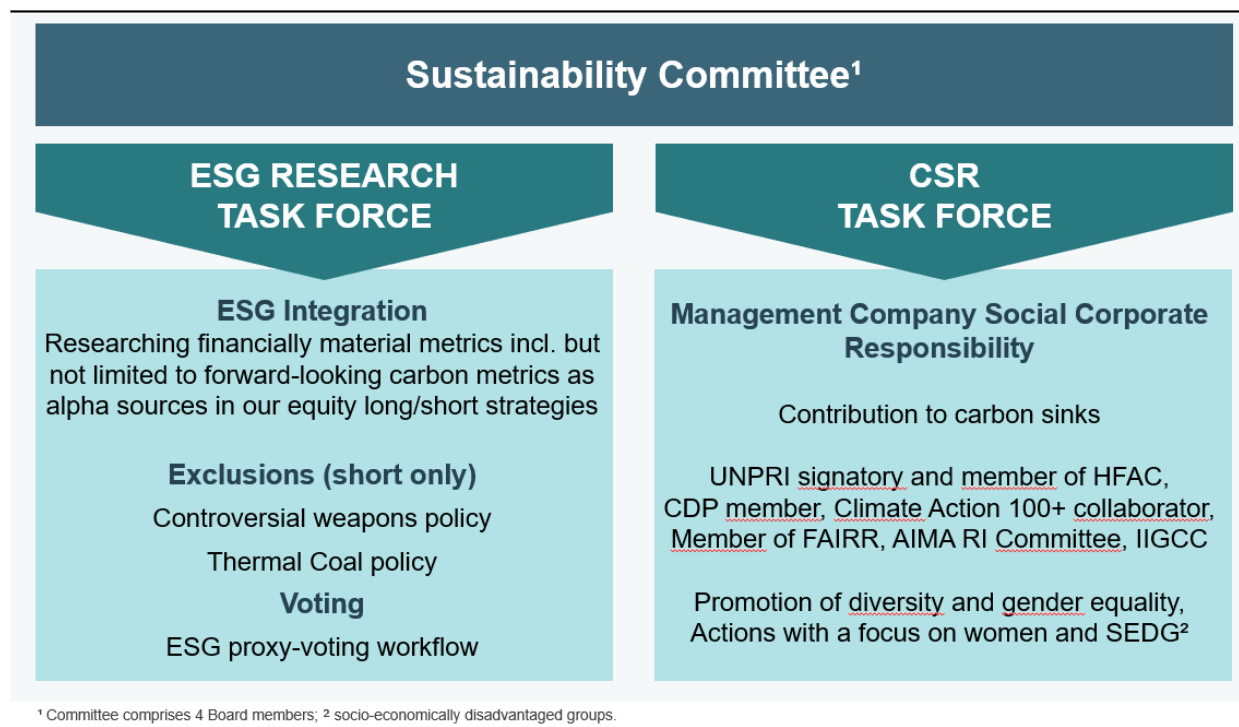 Sustainability Committee¹
ESG RESEARCH
TASK FORCE
ESG Integration
Researching financially material metrics incl. but
not limited to forward-looking carbon metrics as
alpha sources in our equity long/short strategies
Exclusions (short only)
Controversial weapons policy
Thermal Coal policy
Voting
ESG proxy-voting workflow
CSR
TASK FORCE
Management Company Social Corporate
Responsibility
Contribution to carbon sinks
UNPRI signatory and member of HFAC,
CDP member, Climate Action 100+ collaborator,
Member of FAIRR, AIMA RI Committee, IIGCC
Promotion of diversity and gender equality,
Actions with a focus on women and SEDG²
¹ Committee comprises 4 Board members; ² socio-economically disadvantaged groups.